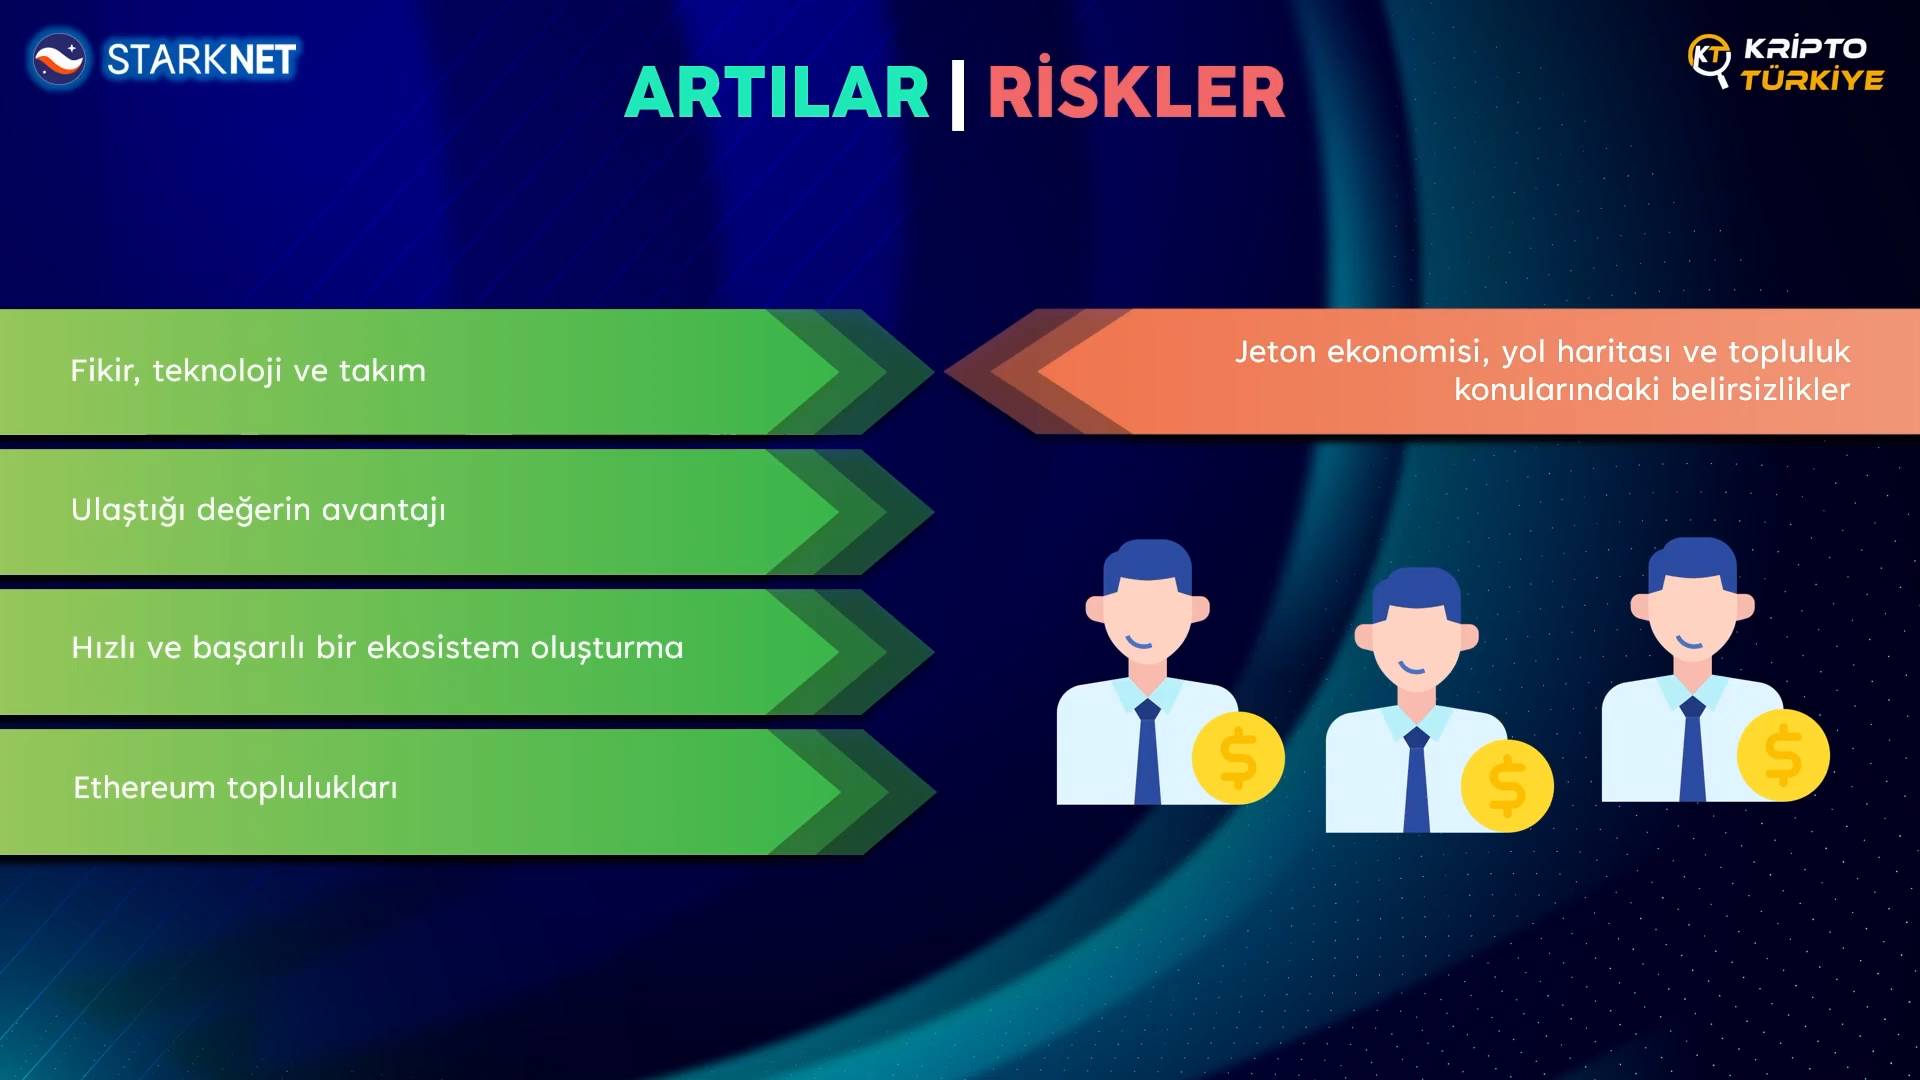 STARKNET
KT KRİPTO
TÜRKİYE
ARTILAR | RİSKLER
Fikir, teknoloji ve takım
Ulaştığı değerin avantajı
Hızlı ve başarılı bir ekosistem oluşturma
Ethereum toplulukları
Jeton ekonomisi, yol haritası ve topluluk
konularındaki belirsizlikler
$
$
$